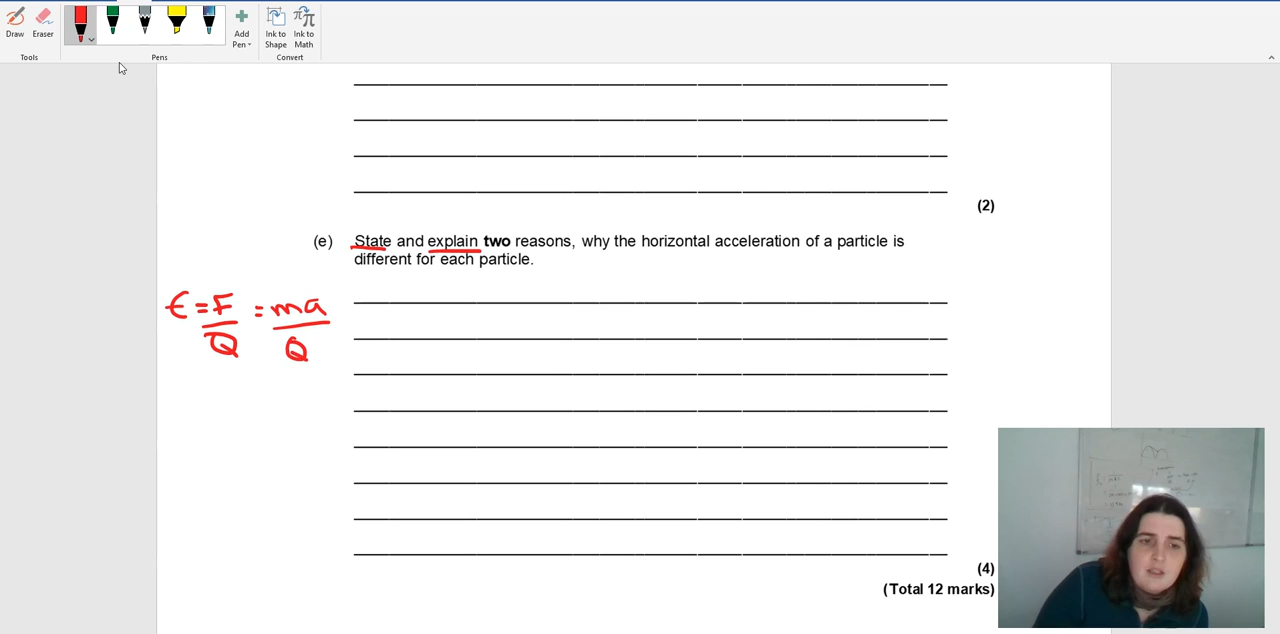 Draw
Eraser
Add
Pen
Ink to
Shape
Ink to
Math
Tools
Pens
Convert
(2)
(e) State and explain two reasons, why the horizontal acceleration of a particle is
different for each particle.
E = F/Q = ma/Q
(4)
(Total 12 marks)